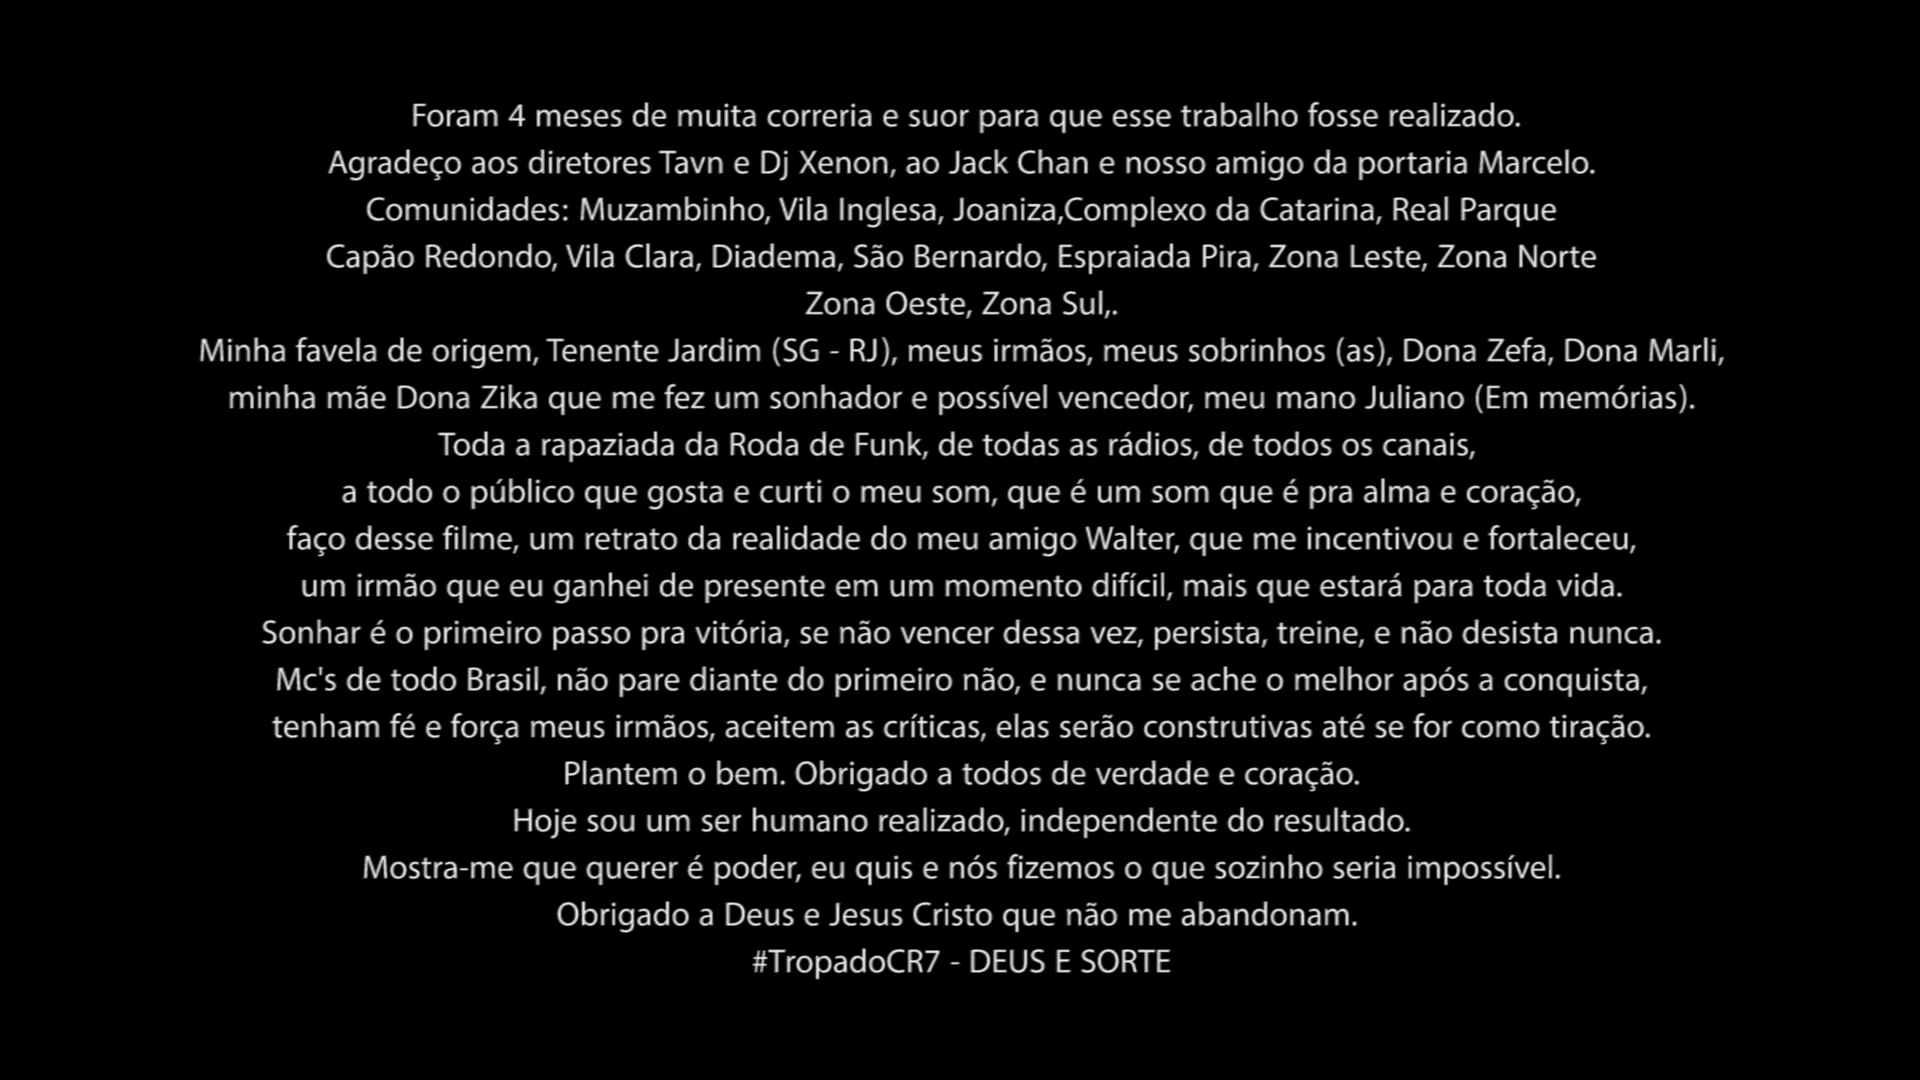 Foram 4 meses de muita correria e suor para que esse trabalho fosse realizado.
Agradeço aos diretores Tavn e Dj Xenon, ao Jack Chan e nosso amigo da portaria Marcelo.
Comunidades: Muzambinho, Vila Inglesa, Joaniza,Complexo da Catarina, Real Parque
Capão Redondo, Vila Clara, Diadema, São Bernardo, Espraiada Pira, Zona Leste, Zona Norte
Zona Oeste, Zona Sul,.
Minha favela de origem, Tenente Jardim (SG - RJ), meus irmãos, meus sobrinhos (as), Dona Zefa, Dona Marli,
minha mãe Dona Zika que me fez um sonhador e possível vencedor, meu mano Juliano (Em memórias).
Toda a rapaziada da Roda de Funk, de todas as rádios, de todos os canais,
a todo o público que gosta e curti o meu som, que é um som que é pra alma e coração,
faço desse filme, um retrato da realidade do meu amigo Walter, que me incentivou e fortaleceu,
um irmão que eu ganhei de presente em um momento difícil, mais que estará para toda vida.
Sonhar é o primeiro passo pra vitória, se não vencer dessa vez, persista, treine, e não desista nunca.
Mc's de todo Brasil, não pare diante do primeiro não, e nunca se ache o melhor após a conquista,
tenham fé e força meus irmãos, aceitem as críticas, elas serão construtivas até se for como tiração.
Plantem o bem. Obrigado a todos de verdade e coração.
Hoje sou um ser humano realizado, independente do resultado.
Mostra-me que querer é poder, eu quis e nós fizemos o que sozinho seria impossível.
Obrigado a Deus e Jesus Cristo que não me abandonam.
#TropadoCR7 - DEUS E SORTE